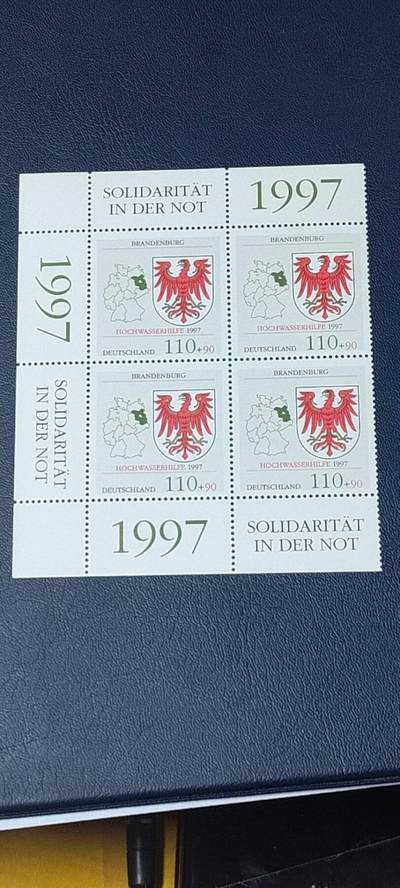 SOLIDARITÄT
IN DER NOT
1997
1997
SOLIDARITÄT
IN DER NOT
BRANDENBURG
HOCHWASSERHILFE 1997
DEUTSCHLAND 110+90
BRANDENBURG
HOCHWASSERHILFE 1997
DEUTSCHLAND 110+90
BRANDENBURG
HOCHWASSERHILFE 1997
DEUTSCHLAND 110+90
BRANDENBURG
HOCHWASSERHILFE 1997
DEUTSCHLAND 110+90
1997
SOLIDARITÄT
IN DER NOT